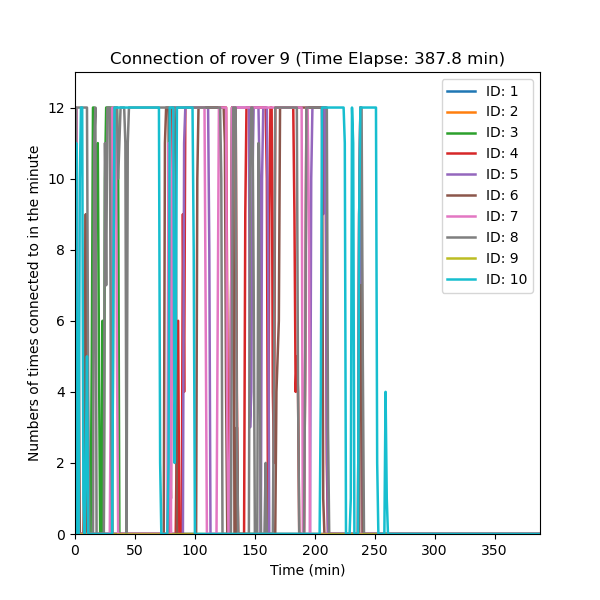 Connection of rover 9 (Time Elapse: 387.8 min)
Numbers of times connected to in the minute
12
10
8
6
4
2
0
0 50 100 150 200 250 300 350
Time (min)
ID: 1
ID: 2
ID: 3
ID: 4
ID: 5
ID: 6
ID: 7
ID: 8
ID: 9
ID: 10